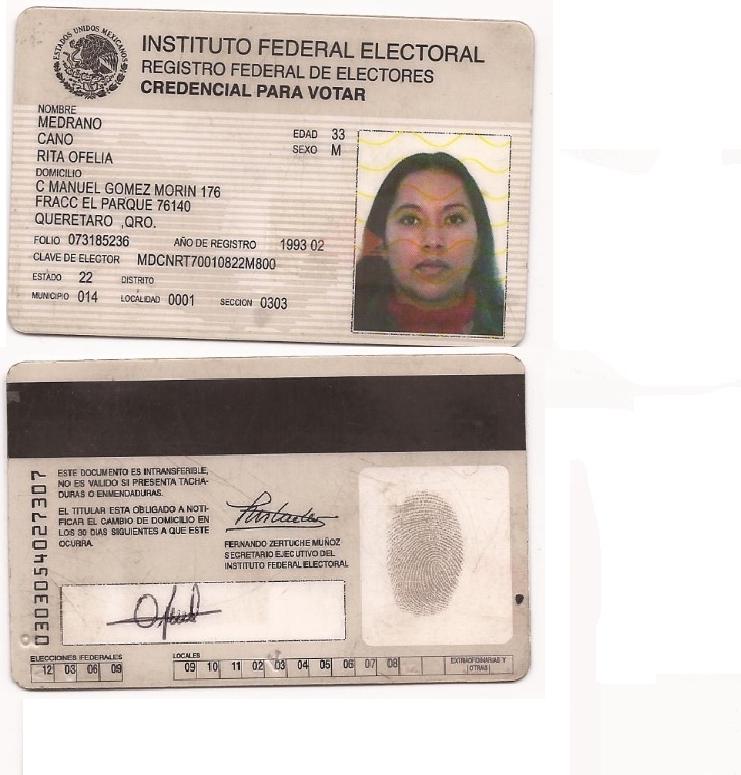 ESTADOS UNIDOS MEXICANOS
INSTITUTO FEDERAL ELECTORAL
REGISTRO FEDERAL DE ELECTORES
CREDENCIAL PARA VOTAR
NOMBRE
MEDRANO
CANO
RITA OFELIA
EDAD 33
SEXO M
DOMICILIO
C MANUEL GOMEZ MORIN 176
FRACC EL PARQUE 76140
QUERETARO ,QRO.
FOLIO 073185236 AÑO DE REGISTRO 1993 02
CLAVE DE ELECTOR MDCNRT70010822M800
ESTADO 22 DISTRITO
MUNICIPIO 014 LOCALIDAD 0001 SECCION 0303
0303054027307
ESTE DOCUMENTO ES INTRANSFERIBLE,
NO ES VALIDO SI PRESENTA TACHA-
DURAS O ENMENDADURAS.
EL TITULAR ESTA OBLIGADO A NOTI-
FICAR EL CAMBIO DE DOMICILIO EN
LOS 30 DIAS SIGUIENTES A QUE ESTE
OCURRA.
FERNANDO ZERTUCHE MUÑOZ
SECRETARIO EJECUTIVO DEL
INSTITUTO FEDERAL ELECTORAL
ELECCIONES FEDERALES
12 03 06 09
LOCALES
09 10 11 02 03 04 05 06 07 08
EXTRAORDINARIAS Y
OTRAS